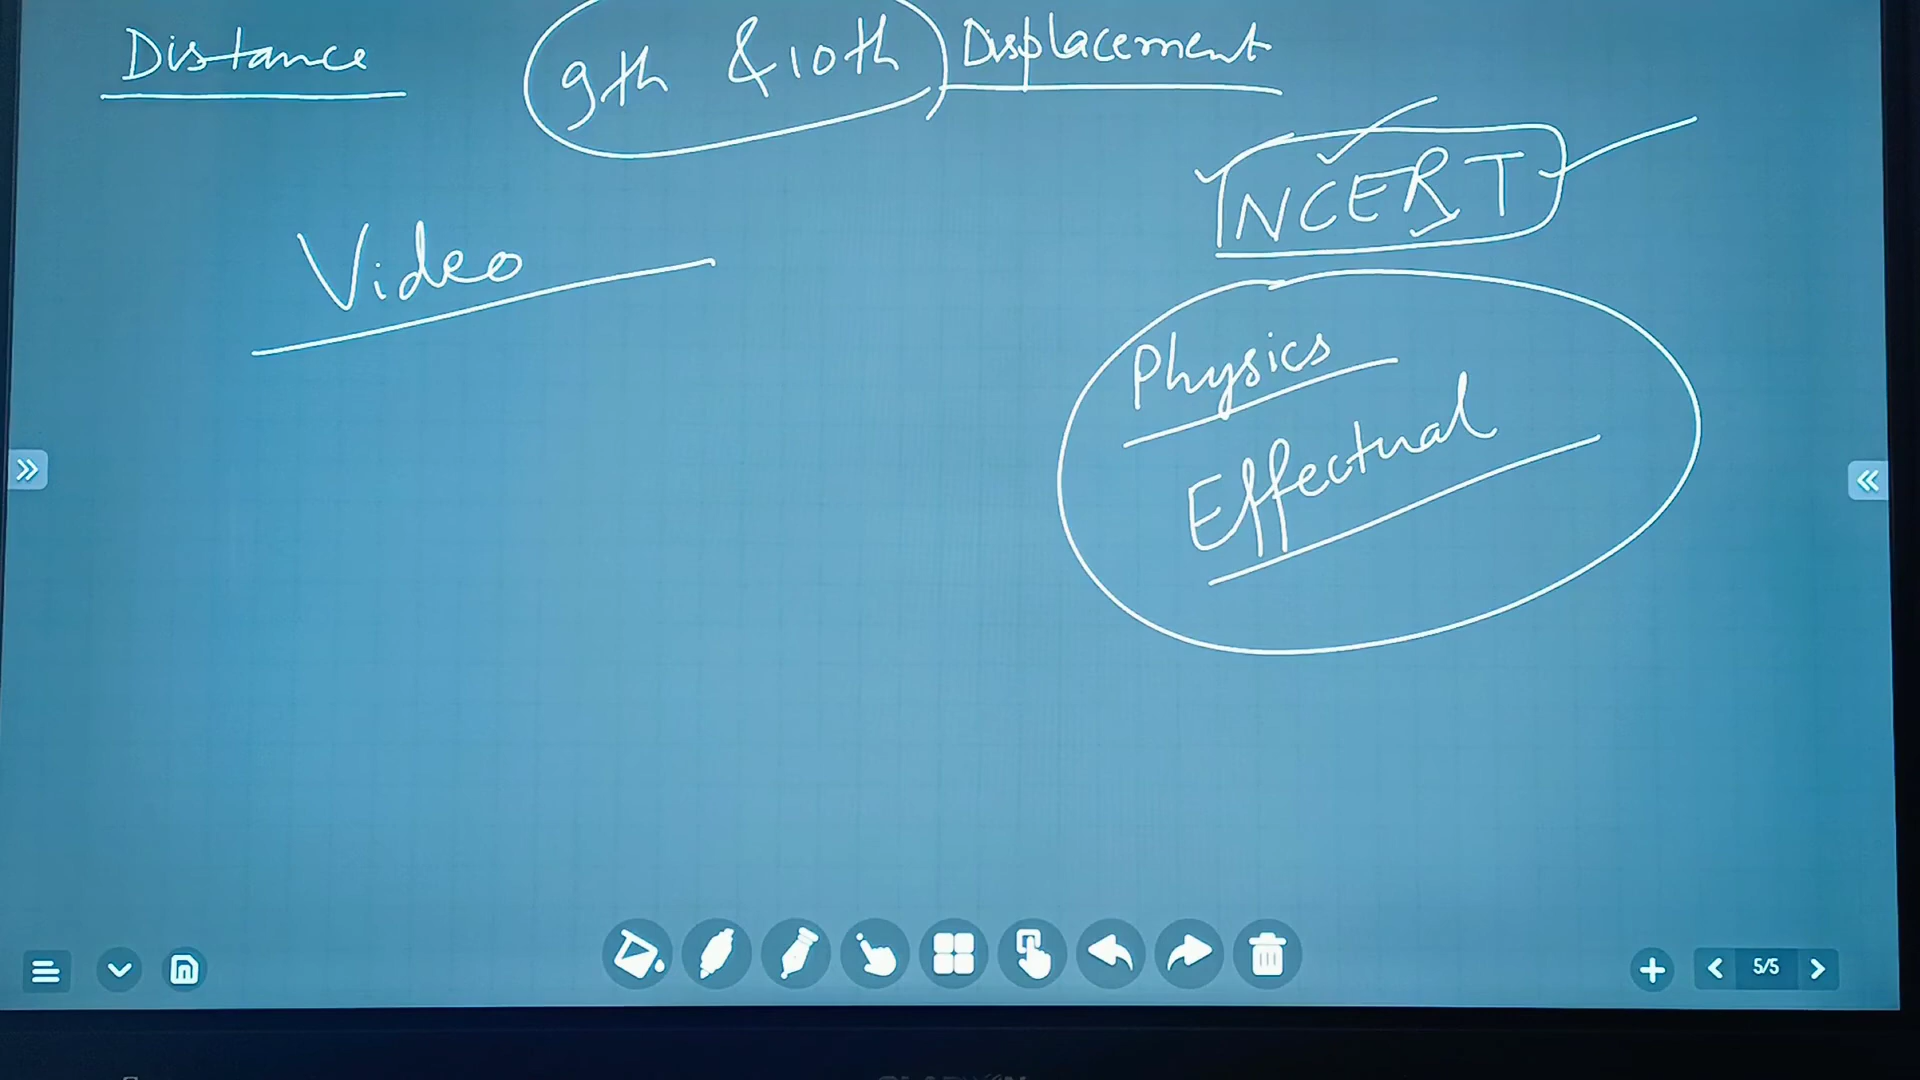 Distance 9th & 10th Displacement
NCERT
Video
Physics
Effectual
5/5